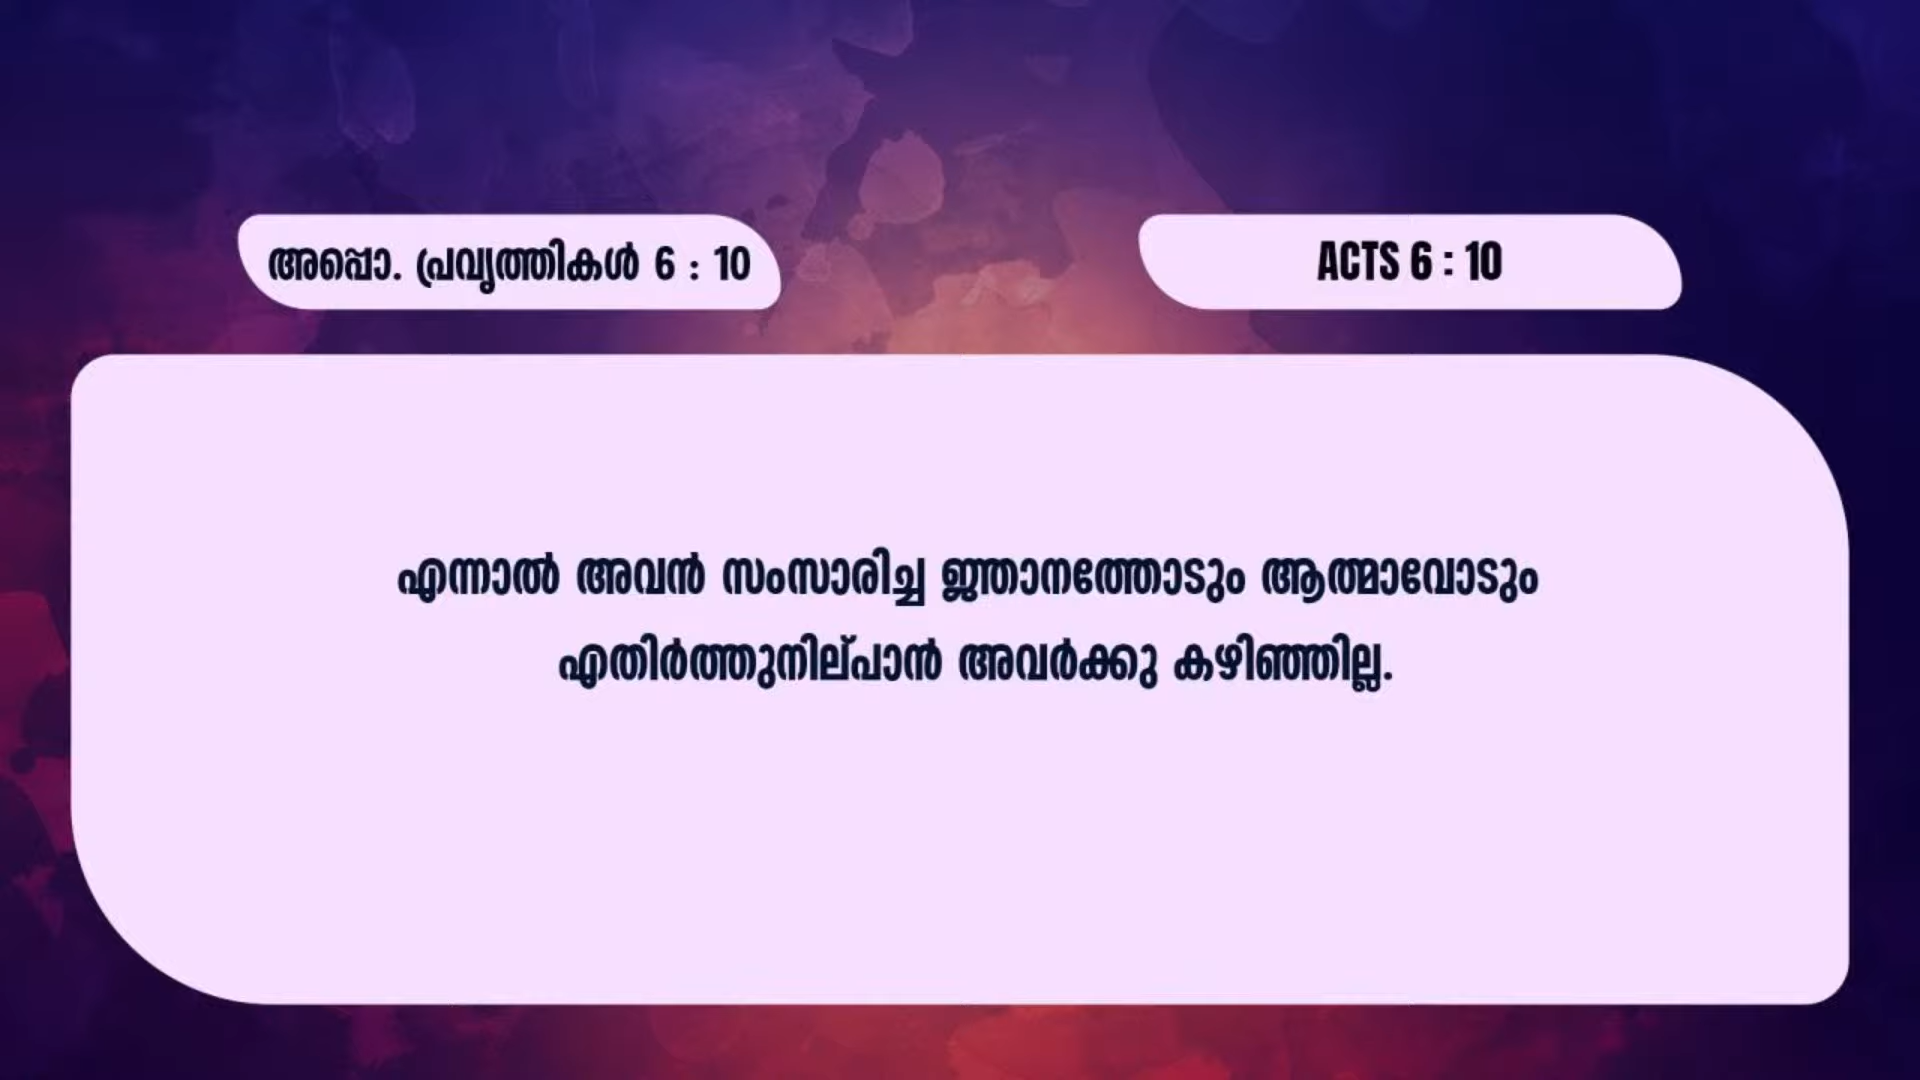 അപ്പൊ. പ്രവൃത്തികൾ 6 : 10
ACTS 6 : 10
എന്നാൽ അവൻ സംസാരിച്ച ജ്ഞാനത്തോടും ആത്മാവോടും
എതിർത്തുനില്പാൻ അവർക്കു കഴിഞ്ഞില്ല.